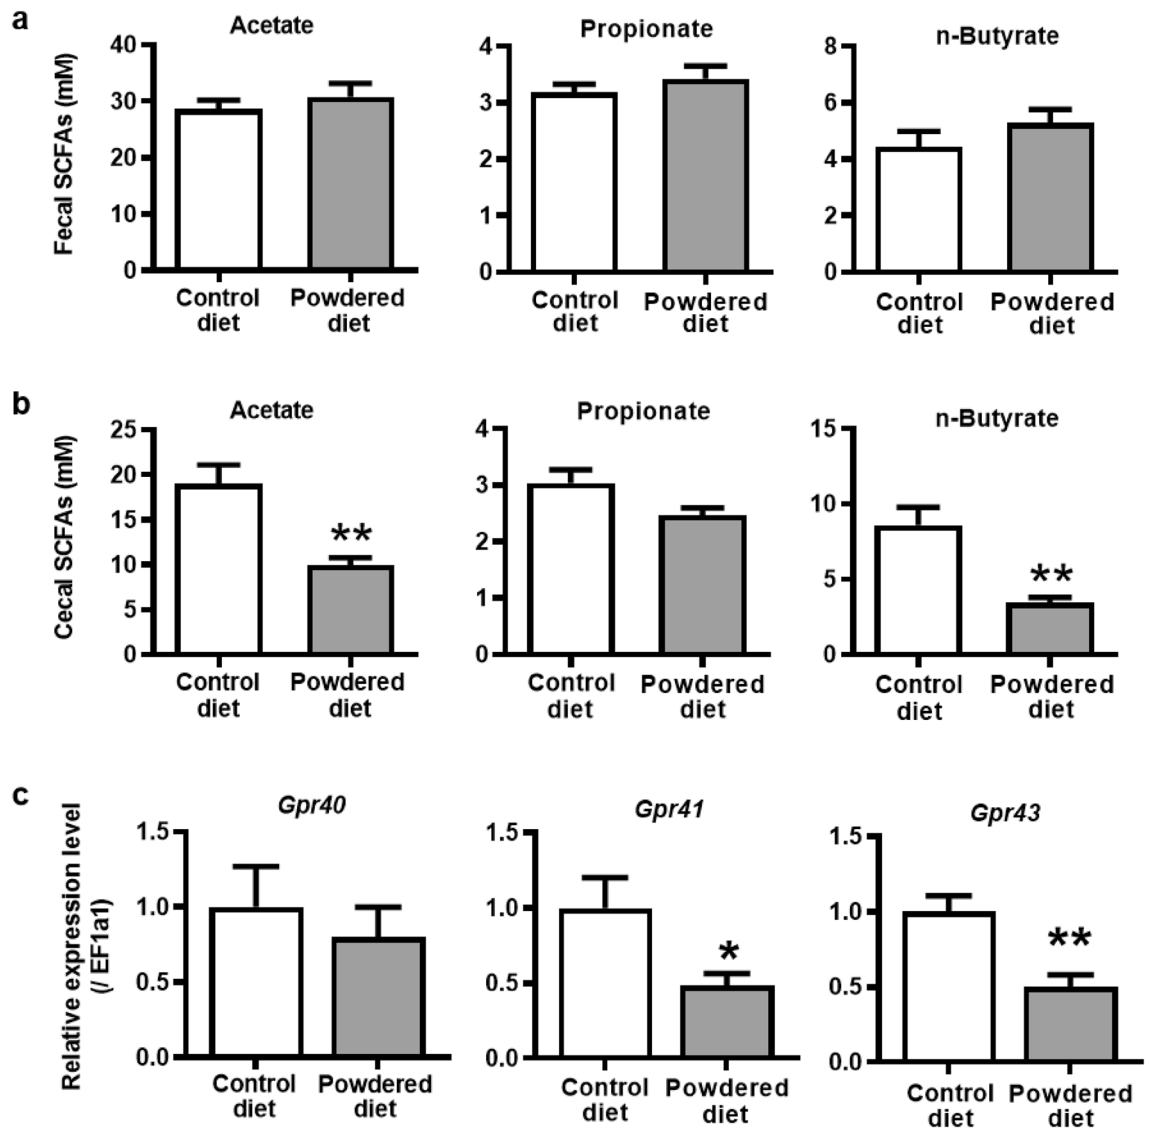 a
Acetate
Propionate
n-Butyrate
Fecal SCFAs (mM)
40
30
20
10
0
4
3
2
1
0
8
6
4
2
0
Control
diet
Powdered
diet
Control
diet
Powdered
diet
Control
diet
Powdered
diet
b
Acetate
Propionate
n-Butyrate
Cecal SCFAs (mM)
25
20
15
10
5
0
**
4
3
2
1
0
15
10
5
0
**
Control
diet
Powdered
diet
Control
diet
Powdered
diet
Control
diet
Powdered
diet
c
Gpr40
Gpr41
Gpr43
Relative expression level
(/ EF1a1)
1.5
1.0
0.5
0.0
1.5
1.0
0.5
0.0
*
1.5
1.0
0.5
0.0
**
Control
diet
Powdered
diet
Control
diet
Powdered
diet
Control
diet
Powdered
diet